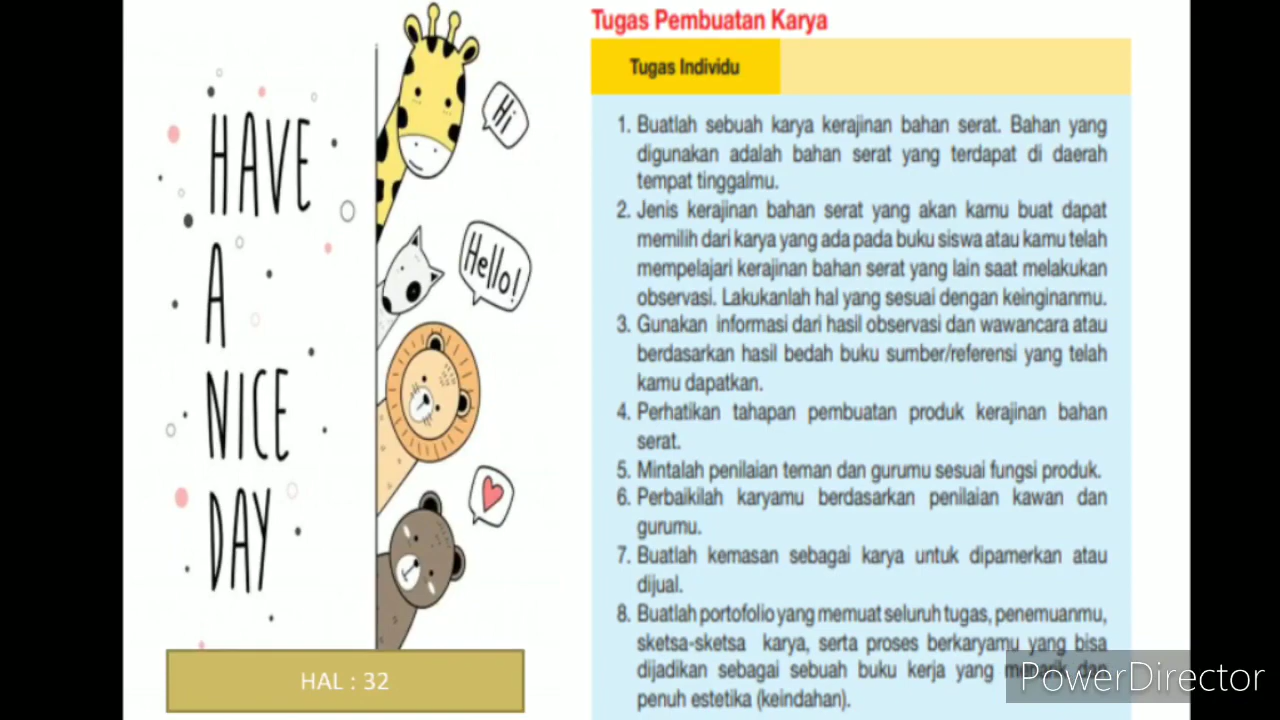 HAVE
A
NICE
DAY
Hi
Hello!
HAL : 32
Tugas Pembuatan Karya
Tugas Individu
1. Buatlah sebuah karya kerajinan bahan serat. Bahan yang
digunakan adalah bahan serat yang terdapat di daerah
tempat tinggalmu.
2. Jenis kerajinan bahan serat yang akan kamu buat dapat
memilih dari karya yang ada pada buku siswa atau kamu telah
mempelajari kerajinan bahan serat yang lain saat melakukan
observasi. Lakukanlah hal yang sesuai dengan keinginanmu.
3. Gunakan informasi dari hasil observasi dan wawancara atau
berdasarkan hasil bedah buku sumber/referensi yang telah
kamu dapatkan.
4. Perhatikan tahapan pembuatan produk kerajinan bahan
serat.
5. Mintalah penilaian teman dan gurumu sesuai fungsi produk.
6. Perbaikilah karyamu berdasarkan penilaian kawan dan
gurumu.
7. Buatlah kemasan sebagai karya untuk dipamerkan atau
dijual.
8. Buatlah portofolio yang memuat seluruh tugas, penemuanmu,
sketsa-sketsa karya, serta proses berkaryamu yang bisa
dijadikan sebagai sebuah buku kerja yang menarik dan
penuh estetika (keindahan).
PowerDirector